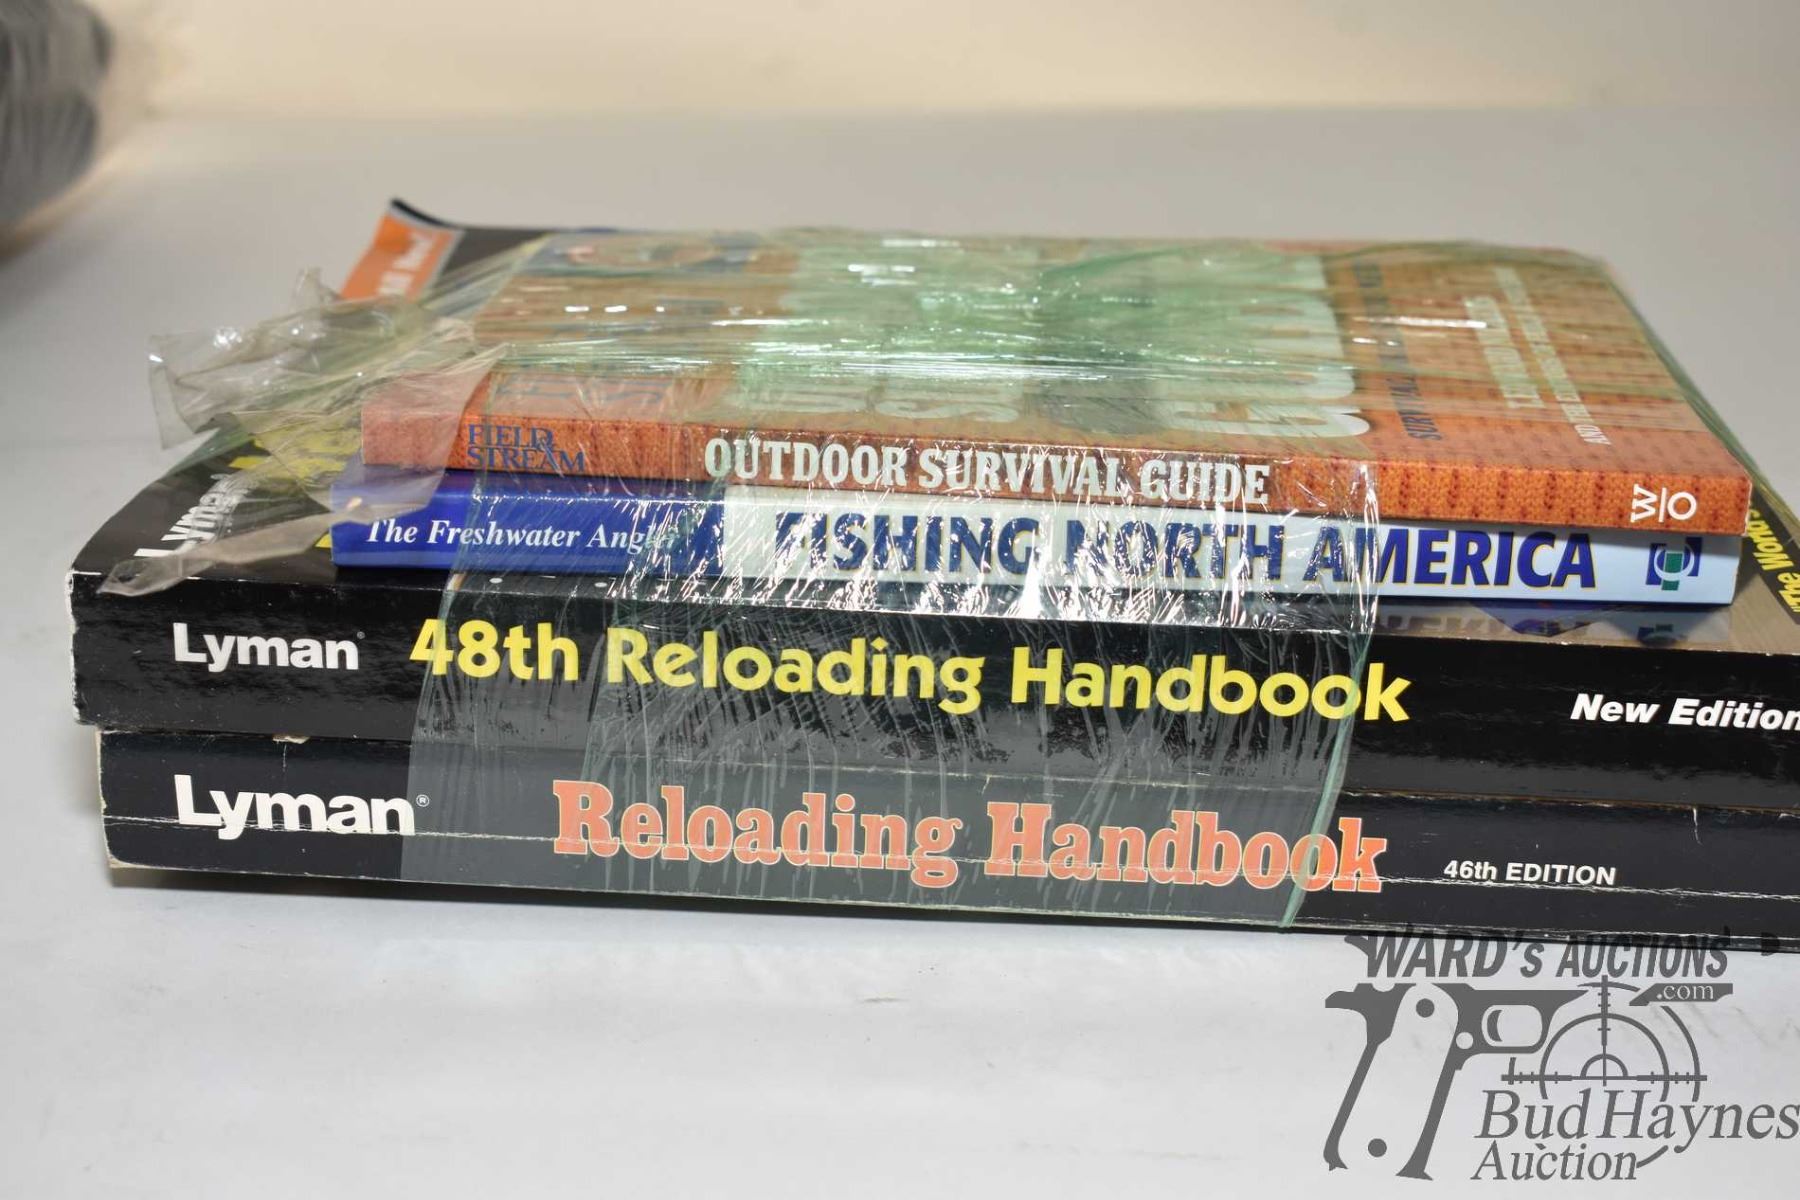 FIELD & STREAM
OUTDOOR SURVIVAL GUIDE
W/O
The Freshwater Angler
FISHING NORTH AMERICA
Lyman
Lyman® 48th Reloading Handbook New Edition
Lyman® Reloading Handbook 46th EDITION
WARD's AUCTIONS
.com
Bud Haynes
Auction